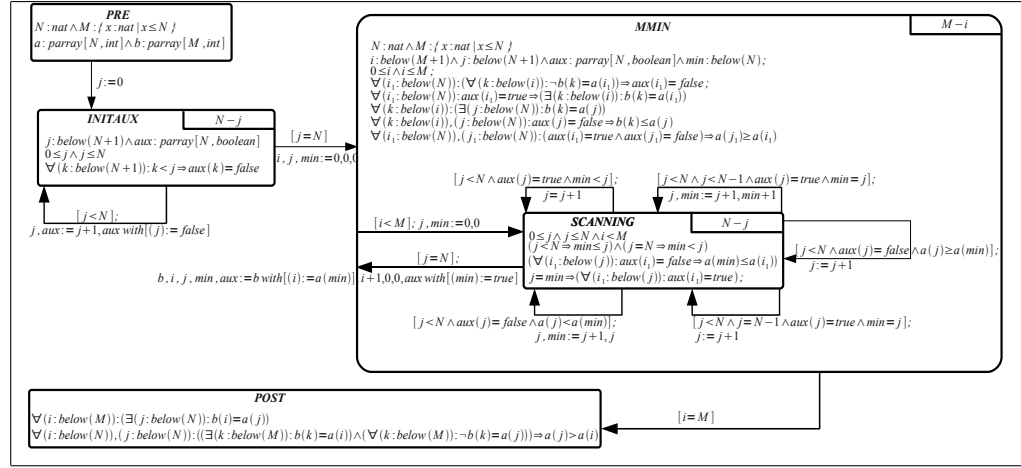 PRE
N:nat∧M:{x:nat|x≤N}
a:parray[N,int]∧b:parray[M,int]
j:=0
INITAUX
N−j
j:below(N+1)∧aux:parray[N,boolean]
0≤j∧j≤N
∀(k:below(N+1)):k<j⇒aux(k)=false
[j<N];
j,aux:=j+1,aux with[(j):=false]
[j=N]
i,j,min:=0,0,0
MMIN
M−i
N:nat∧M:{x:nat|x≤N}
i:below(M+1)∧j:below(N+1)∧aux:parray[N,boolean]∧min:below(N);
0≤i∧i≤M;
∀(i₁:below(N)):(∀(k:below(i)):¬b(k)=a(i₁))⇒aux(i₁)=false;
∀(i₁:below(N)):aux(i₁)=true⇒(∃(k:below(i)):b(k)=a(i₁))
∀(k:below(i)):(∃(j:below(N)):b(k)=a(j))
∀(k:below(i)),(j:below(N)):aux(j)=false⇒b(k)≤a(j)
∀(i₁:below(N)),(j₁:below(N)):(aux(i₁)=true∧aux(j₁)=false)⇒a(j₁)≥a(i₁)
[j<N∧aux(j)=true∧min<j];
j=j+1
[j<N∧j<N−1∧aux(j)=true∧min=j];
j,min:=j+1,min+1
[i<M]; j,min:=0,0
SCANNING
N−j
0≤j∧j≤N∧i<M
(j<N⇒min≤j)∧(j=N⇒min<j)
(∀(i₁:below(j)):aux(i₁)=false⇒a(min)≤a(i₁))
j=min⇒(∀(i₁:below(j)):aux(i₁)=true);
[j<N∧aux(j)=false∧a(j)≥a(min)];
j:=j+1
[j=N];
b,i,j,min,aux:=b with[(i):=a(min)] i+1,0,0,aux with[(min):=true]
[j<N∧aux(j)=false∧a(j)<a(min)];
j,min:=j+1,j
[j<N∧j=N−1∧aux(j)=true∧min=j];
j:=j+1
[i=M]
POST
∀(i:below(M)):(∃(j:below(N)):b(i)=a(j))
∀(i:below(N)),(j:below(N)):((∃(k:below(M)):b(k)=a(i))∧(∀(k:below(M)):¬b(k)=a(j)))⇒a(j)>a(i)